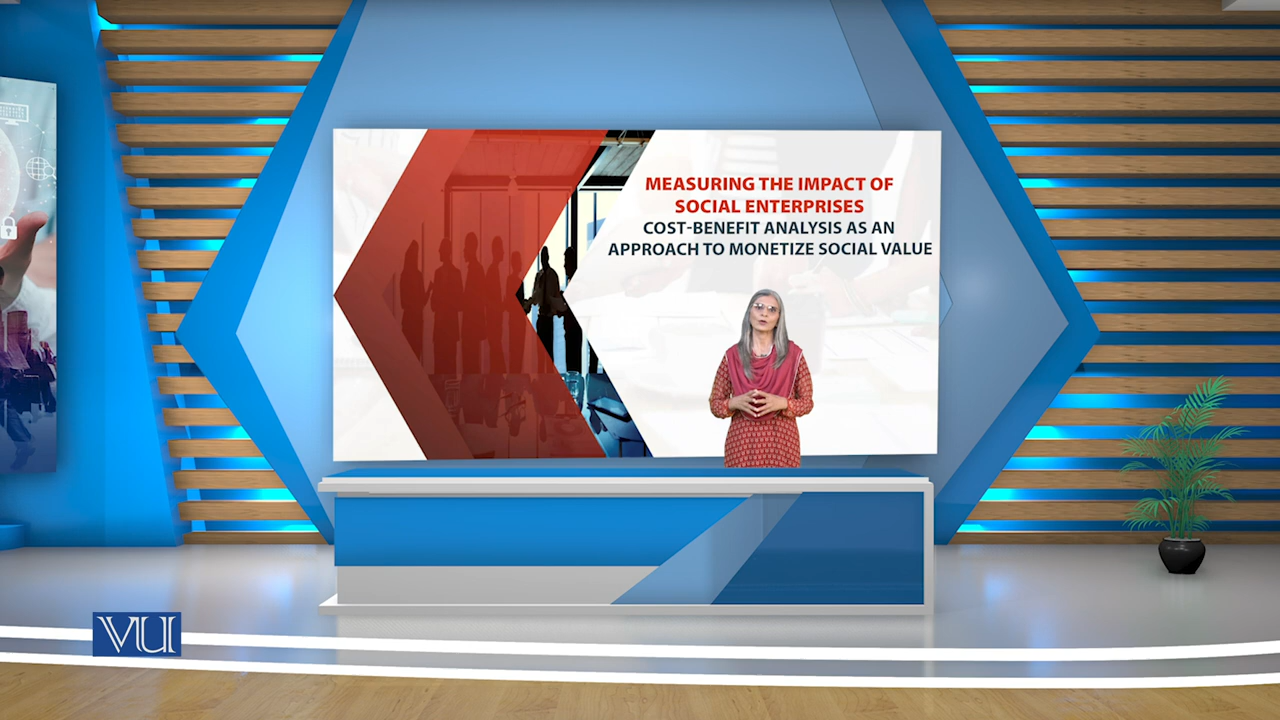 MEASURING THE IMPACT OF
SOCIAL ENTERPRISES
COST-BENEFIT ANALYSIS AS AN
APPROACH TO MONETIZE SOCIAL VALUE
VU